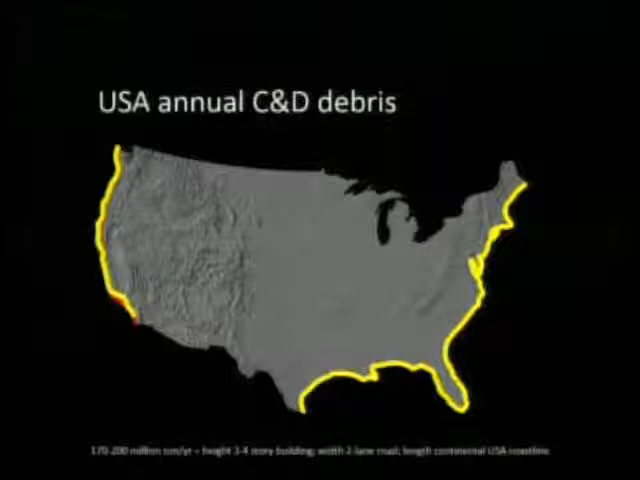 USA annual C&D debris
170-200 million ton/yr = height 3-4 story building; width 2-lane road; length continental USA coastline